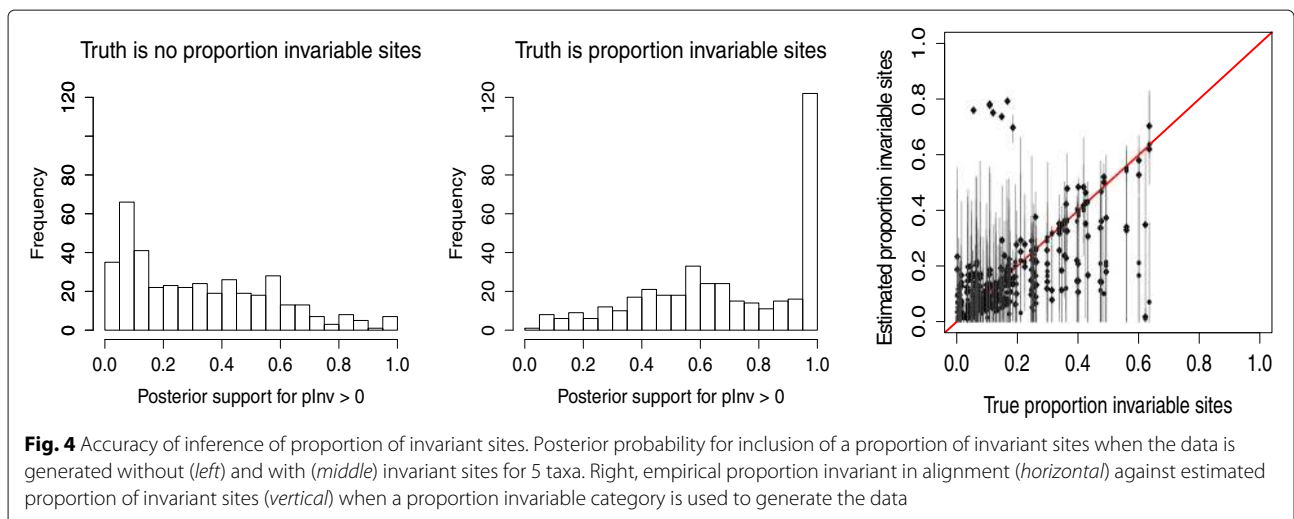 Truth is no proportion invariable sites
Frequency
0 20 40 60 80 120
0.0 0.2 0.4 0.6 0.8 1.0
Posterior support for pInv > 0
Truth is proportion invariable sites
Frequency
0 20 40 60 80 120
0.0 0.2 0.4 0.6 0.8 1.0
Posterior support for pInv > 0
Estimated proportion invariable sites
0.0 0.2 0.4 0.6 0.8 1.0
0.0 0.2 0.4 0.6 0.8 1.0
True proportion invariable sites
Fig. 4 Accuracy of inference of proportion of invariant sites. Posterior probability for inclusion of a proportion of invariant sites when the data is
generated without (left) and with (middle) invariant sites for 5 taxa. Right, empirical proportion invariant in alignment (horizontal) against estimated
proportion of invariant sites (vertical) when a proportion invariable category is used to generate the data